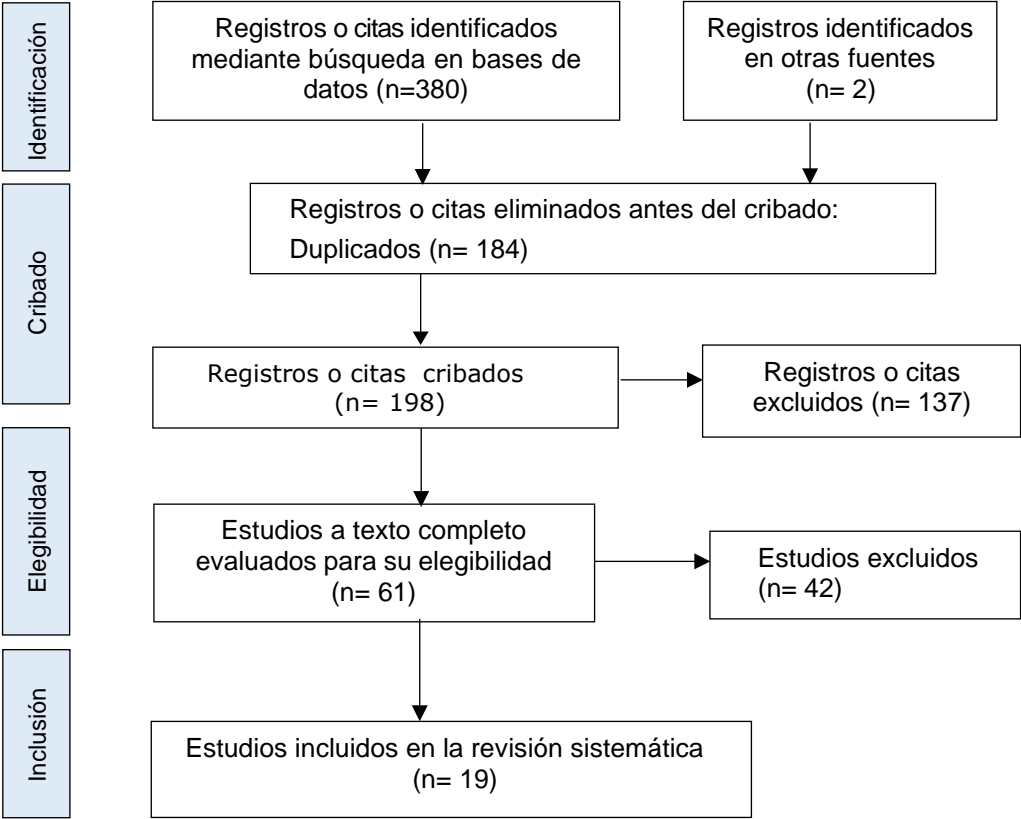 Identificación
Registros o citas identificados
mediante búsqueda en bases de
datos (n=380)
Registros identificados
en otras fuentes
(n= 2)
Cribado
Registros o citas eliminados antes del cribado:
Duplicados (n= 184)
Registros o citas  cribados
(n= 198)
Registros o citas
excluidos (n= 137)
Elegibilidad
Estudios a texto completo
evaluados para su elegibilidad
(n= 61)
Estudios excluidos
(n= 42)
Inclusión
Estudios incluidos en la revisión sistemática
(n= 19)